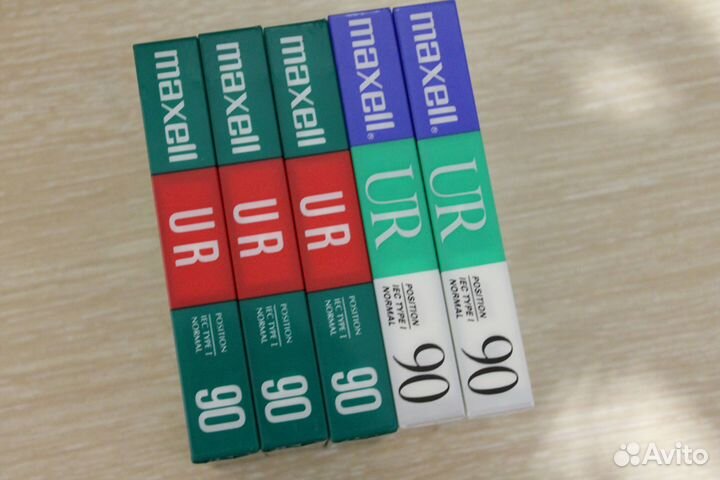 maxell
UR
POSITION
IEC TYPE I
NORMAL
90
maxell
UR
POSITION
IEC TYPE I
NORMAL
90
maxell
UR
POSITION
IEC TYPE I
NORMAL
90
maxell®
UR
POSITION
IEC TYPE I
NORMAL
90
maxell®
UR
POSITION
IEC TYPE I
NORMAL
90
Avito